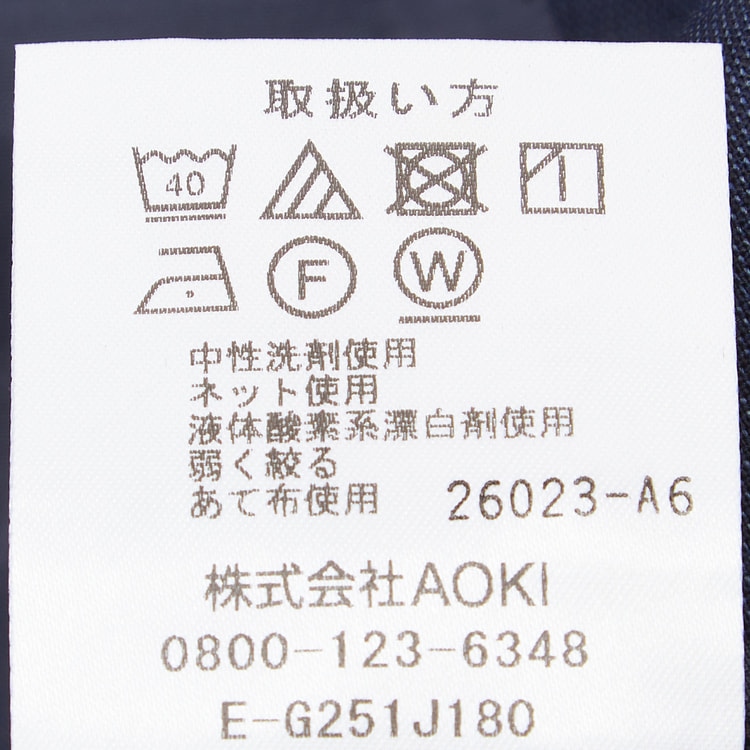 取扱い方
40
F W
中性洗剤使用
ネット使用
液体酸素系漂白剤使用
弱く絞る
あて布使用 26023-A6
株式会社AOKI
0800-123-6348
E-G251J180